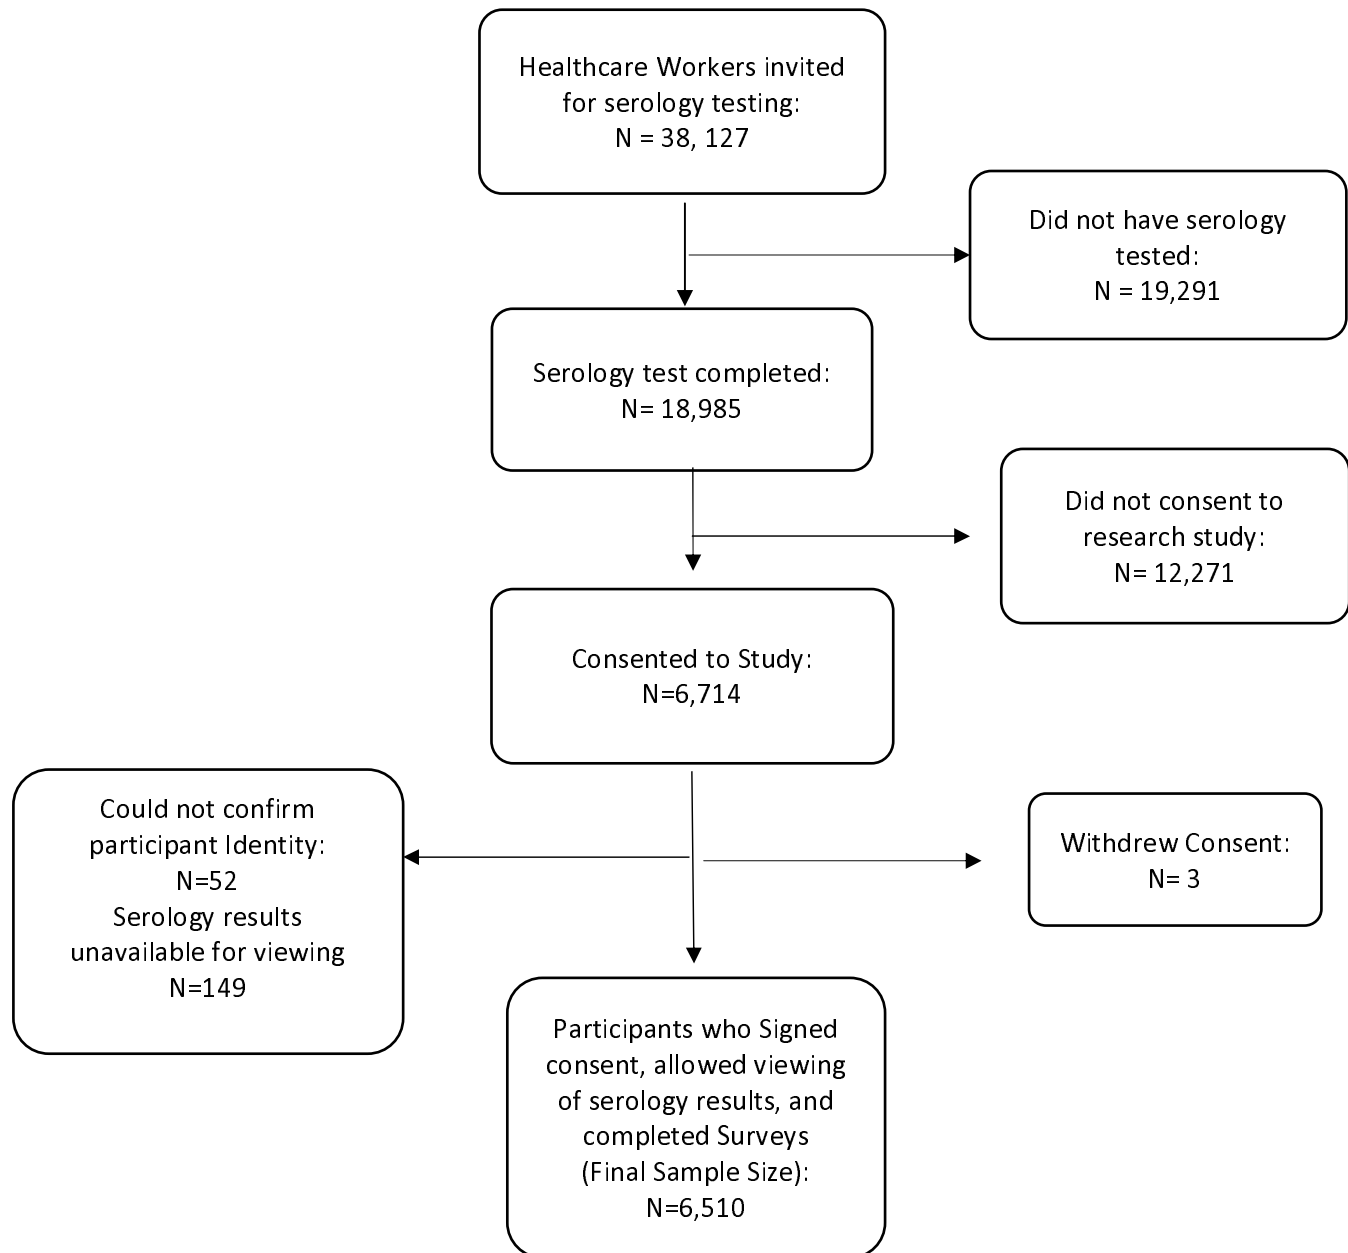 Healthcare Workers invited
for serology testing:
N = 38, 127
Did not have serology
tested:
N = 19,291
Serology test completed:
N= 18,985
Did not consent to
research study:
N= 12,271
Consented to Study:
N=6,714
Could not confirm
participant Identity:
N=52
Serology results
unavailable for viewing
N=149
Withdrew Consent:
N= 3
Participants who Signed
consent, allowed viewing
of serology results, and
completed Surveys
(Final Sample Size):
N=6,510